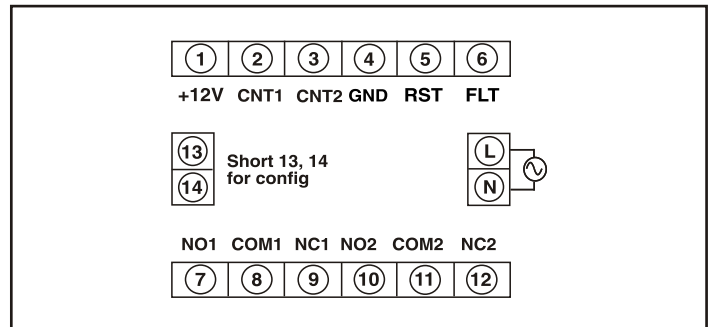 1 2 3 4 5 6
+12V CNT1 CNT2 GND RST FLT
13 Short 13, 14
14 for config
L
N
NO1 COM1 NC1 NO2 COM2 NC2
7 8 9 10 11 12